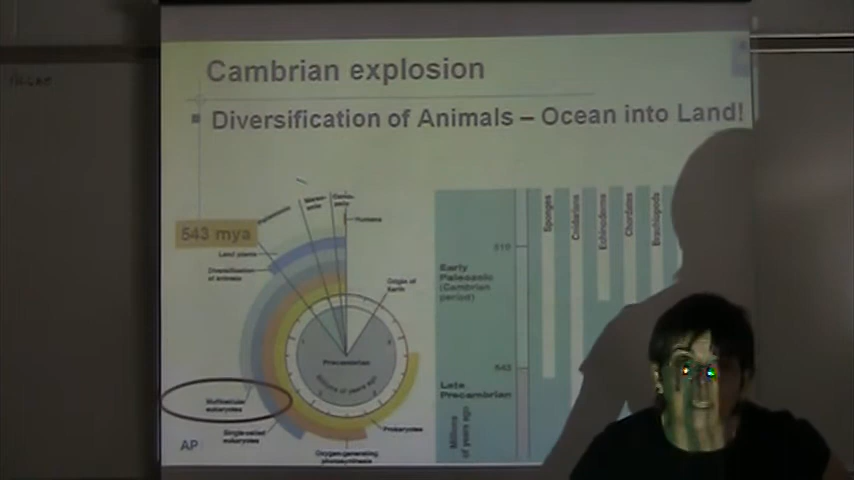 Cambrian explosion
Diversification of Animals – Ocean into Land!
Paleozoic
Humans
543 mya
Land plants
Diversification
of animals
Origin of
Earth
Precambrian
Multicellular
eukaryotes
Single-celled
eukaryotes
Prokaryotes
Oxygen-generating
photosynthesis
AP
Sponges
Cnidarians
Echinoderms
Chordates
Brachiopods
510
Early
Paleozoic
(Cambrian
period)
543
Late
Precambrian
Millions
of years ago